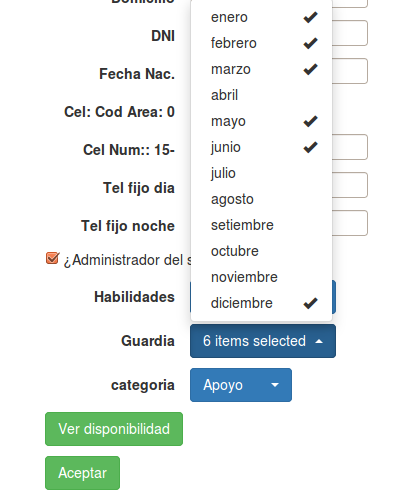 Domicilio
enero
DNI
febrero
marzo
Fecha Nac.
abril
Cel: Cod Area: 0
mayo
junio
Cel Num:: 15-
julio
Tel fijo dia
agosto
setiembre
Tel fijo noche
octubre
¿Administrador del s
noviembre
Habilidades
diciembre
Guardia 6 items selected
categoria Apoyo
Ver disponibilidad
Aceptar